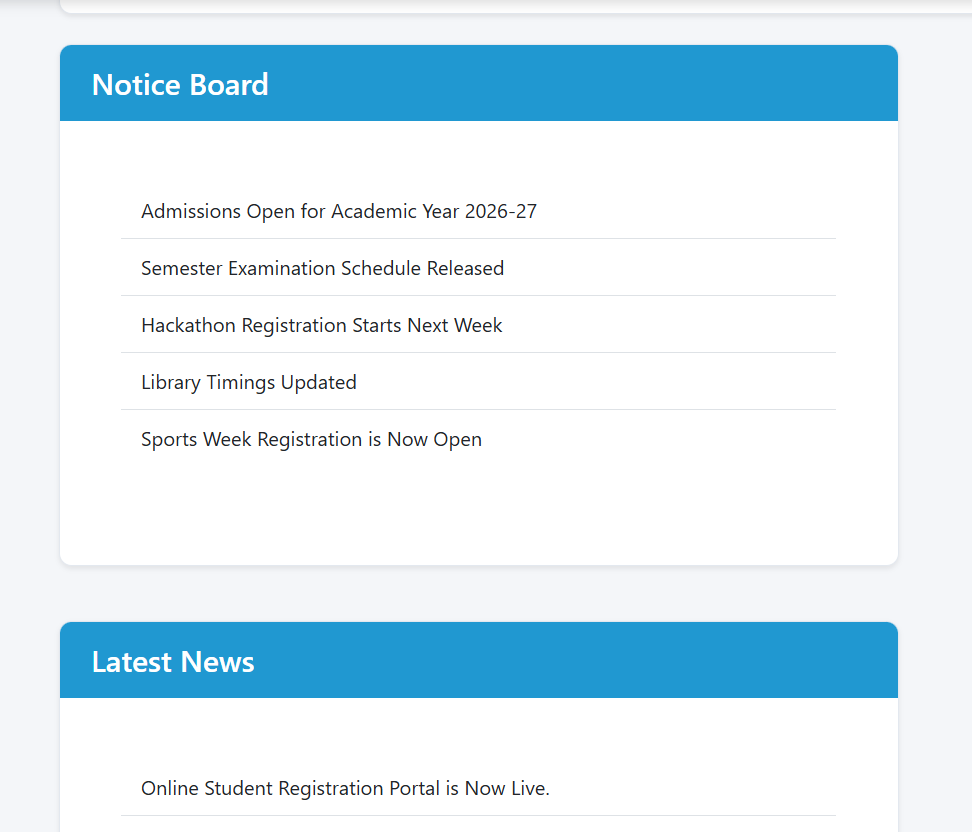 Notice Board
Admissions Open for Academic Year 2026-27
Semester Examination Schedule Released
Hackathon Registration Starts Next Week
Library Timings Updated
Sports Week Registration is Now Open
Latest News
Online Student Registration Portal is Now Live.